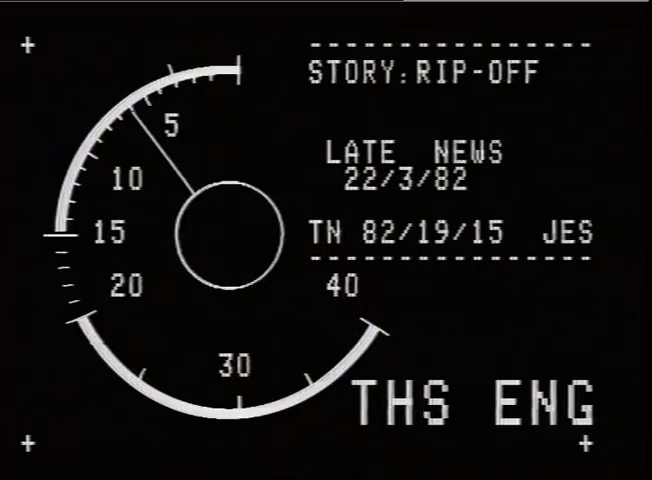 ----------------
STORY:RIP-OFF
LATE NEWS
22/3/82
TN 82/19/15 JES
----------------
5
10
15
20
40
30
THS ENG